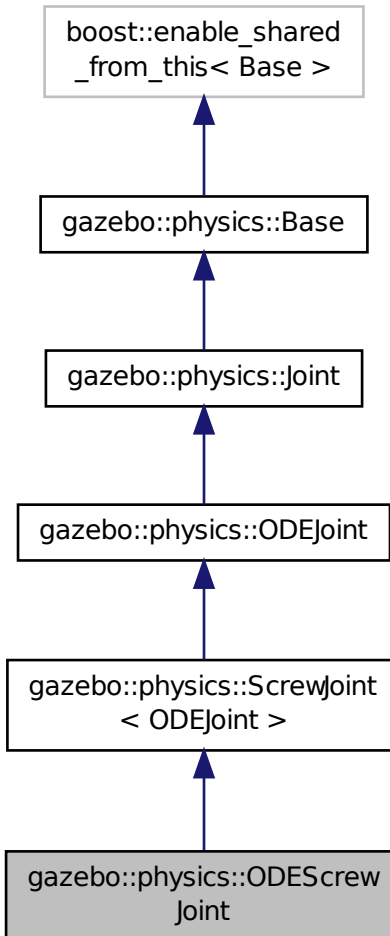 boost::enable_shared
_from_this< Base >
gazebo::physics::Base
gazebo::physics::Joint
gazebo::physics::ODEJoint
gazebo::physics::ScrewJoint
< ODEJoint >
gazebo::physics::ODEScrew
Joint